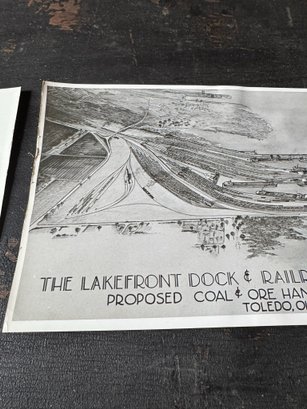 THE LAKEFRONT DOCK & RAILR
PROPOSED COAL & ORE HAN
TOLEDO, O